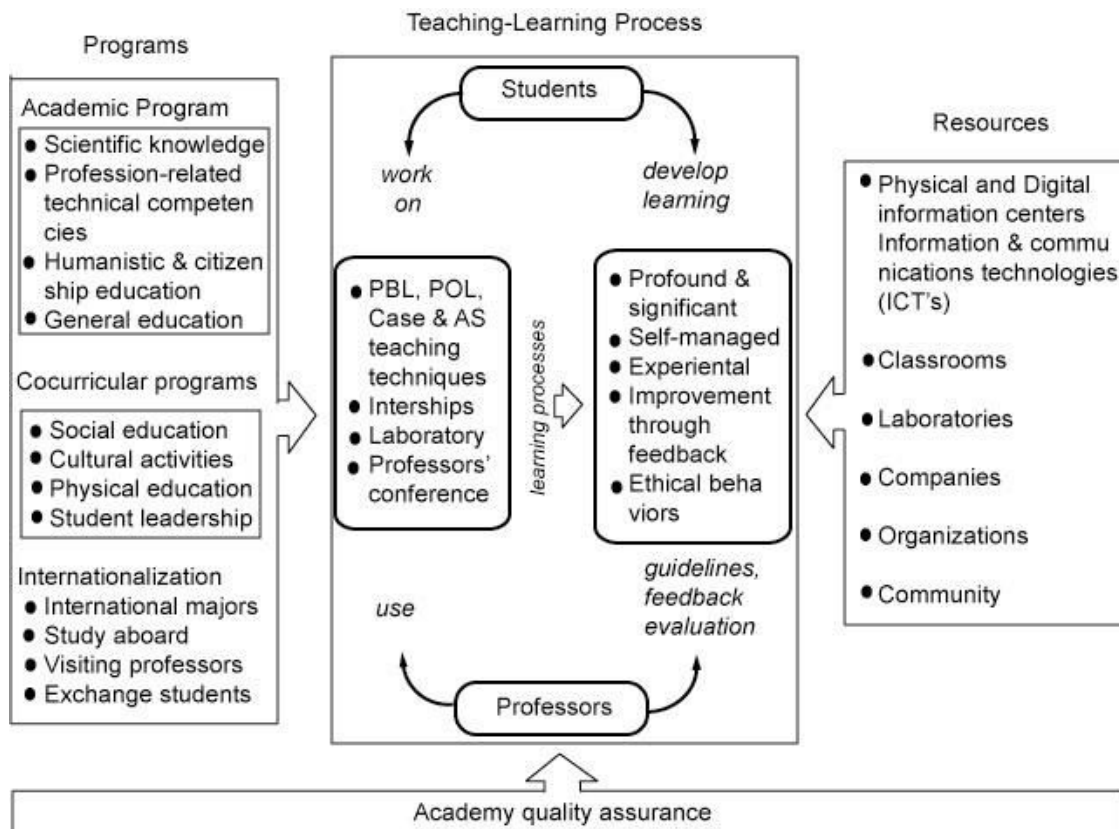 Teaching-Learning Process
Programs
Academic Program
● Scientific knowledge
● Profession-related
technical competen
cies
● Humanistic & citizen
ship education
● General education
Cocurricular programs
● Social education
● Cultural activities
● Physical education
● Student leadership
Internationalization
● International majors
● Study aboard
● Visiting professors
● Exchange students
Students
work
on
develop
learning
● PBL, POL,
Case & AS
teaching
techniques
● Interships
● Laboratory
● Professors'
conference
learning processes
● Profound &
significant
● Self-managed
● Experiental
● Improvement
through
feedback
● Ethical beha
viors
use
guidelines,
feedback
evaluation
Professors
Resources
● Physical and Digital
information centers
Information & commu
nications technologies
(ICT's)
● Classrooms
● Laboratories
● Companies
● Organizations
● Community
Academy quality assurance